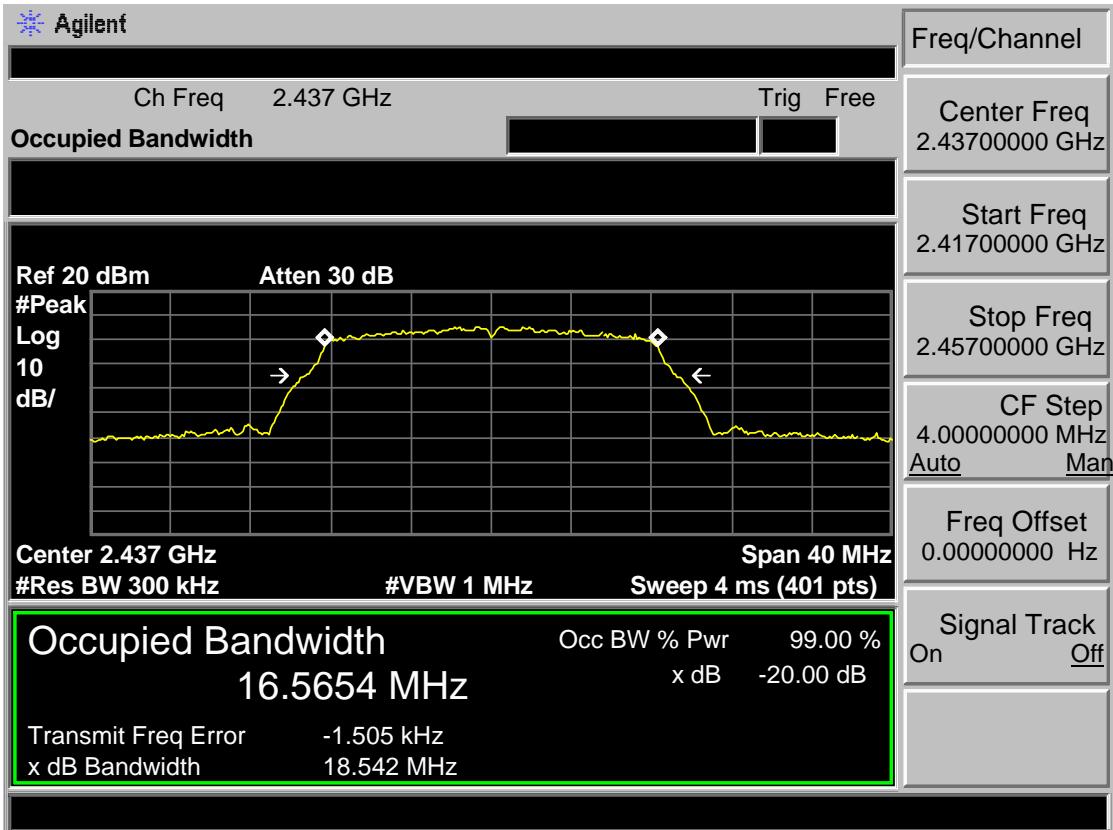 Agilent
Freq/Channel
Ch Freq 2.437 GHz Trig Free
Occupied Bandwidth
Center Freq
2.43700000 GHz
Start Freq
2.41700000 GHz
Stop Freq
2.45700000 GHz
CF Step
4.00000000 MHz
Auto Man
Freq Offset
0.00000000 Hz
Signal Track
On Off
Ref 20 dBm Atten 30 dB
#Peak
Log
10
dB/
Center 2.437 GHz Span 40 MHz
#Res BW 300 kHz #VBW 1 MHz Sweep 4 ms (401 pts)
Occupied Bandwidth Occ BW % Pwr 99.00 %
16.5654 MHz x dB -20.00 dB
Transmit Freq Error -1.505 kHz
x dB Bandwidth 18.542 MHz